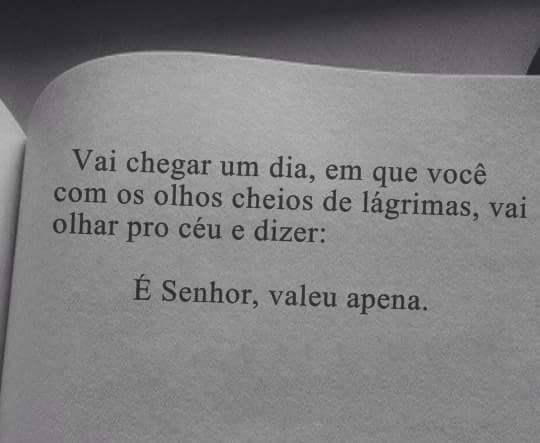 Vai chegar um dia, em que você
com os olhos cheios de lágrimas, vai
olhar pro céu e dizer:
É Senhor, valeu apena.